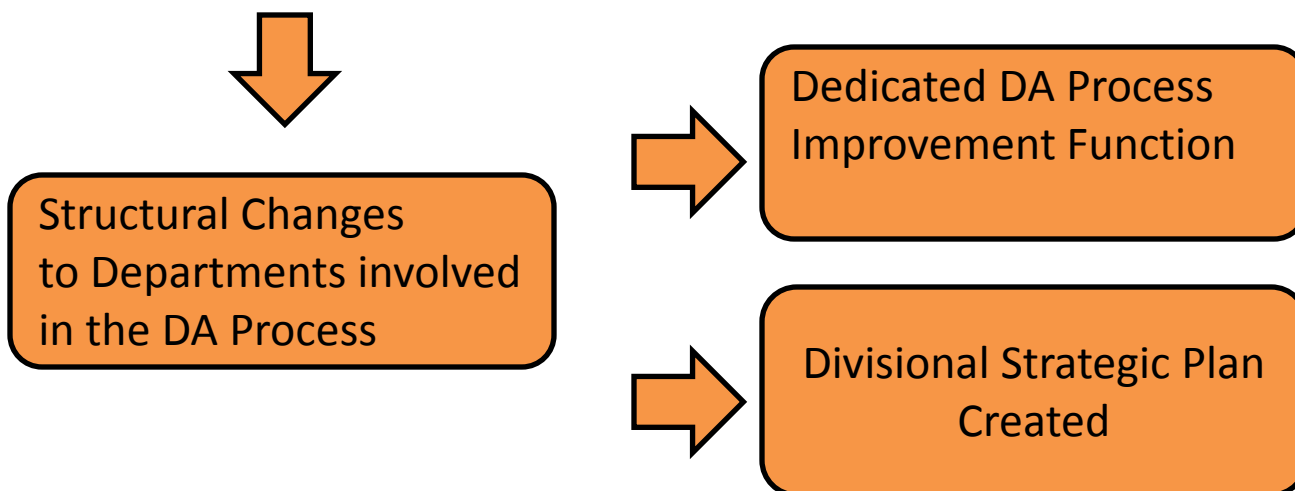 Structural Changes
to Departments involved
in the DA Process
Dedicated DA Process
Improvement Function
Divisional Strategic Plan
Created